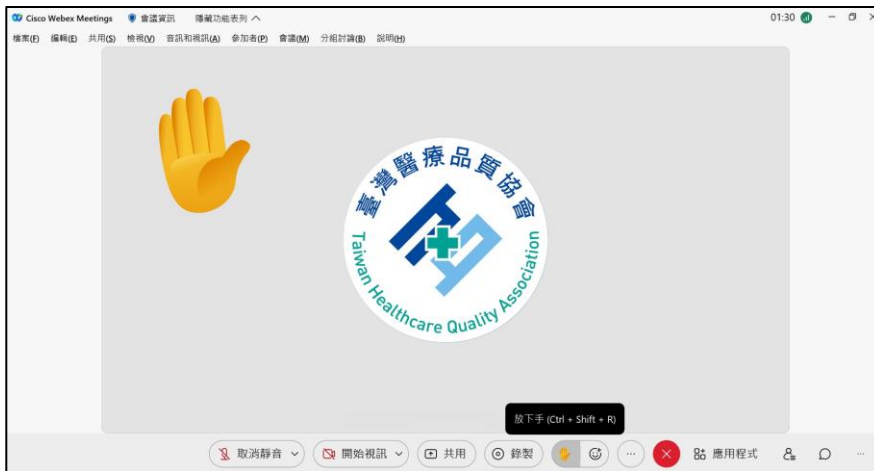 Cisco Webex Meetings 會議資訊 隱藏功能表列 01:30
檔案(F) 編輯(E) 共用(S) 檢視(V) 音訊和視訊(A) 參加者(P) 會議(M) 分組討論(B) 說明(H)
臺灣醫療品質協會
Taiwan Healthcare Quality Association
放下手 (Ctrl + Shift + R)
取消靜音 開始視訊 共用 錄製 應用程式